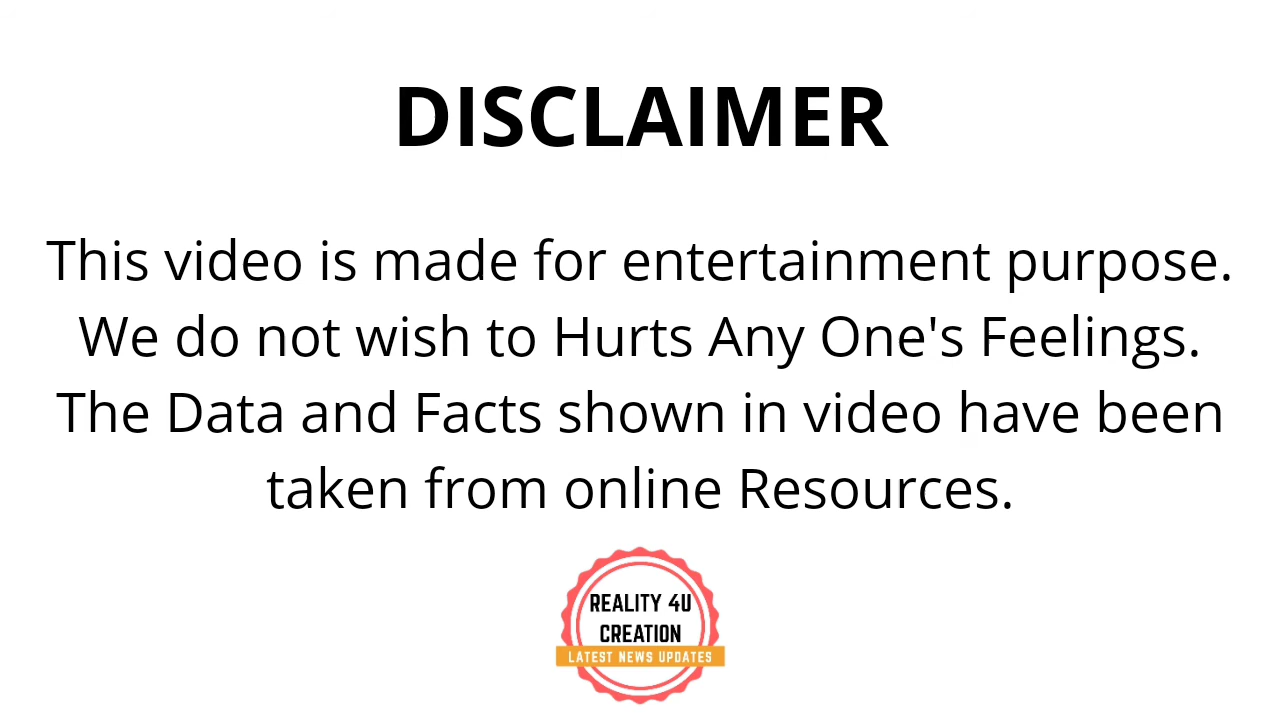 DISCLAIMER
This video is made for entertainment purpose.
We do not wish to Hurts Any One's Feelings.
The Data and Facts shown in video have been
taken from online Resources.
REALITY 4U
CREATION
LATEST NEWS UPDATES